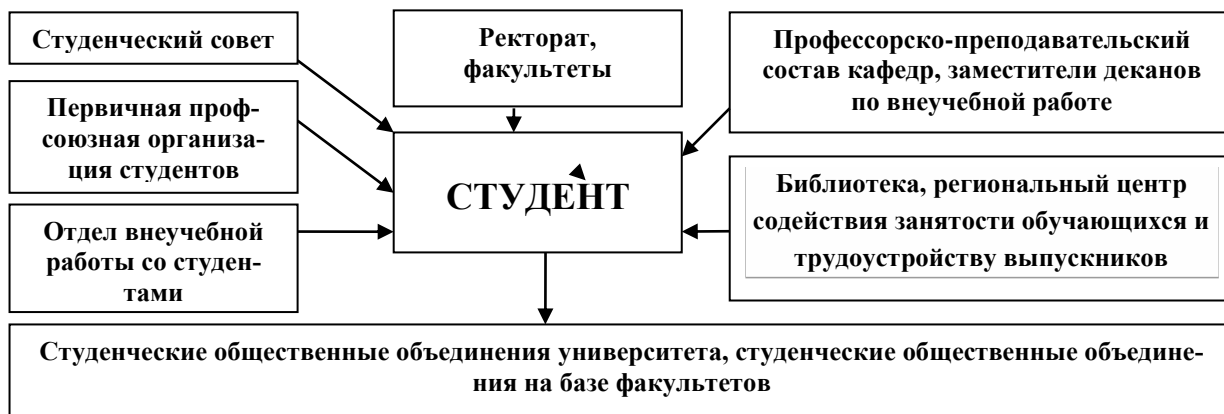 Студенческий совет
Первичная проф-
союзная организа-
ция студентов
Отдел внеучебной
работы со студен-
тами
Ректорат,
факультеты
СТУДЕНТ
Профессорско-преподавательский
состав кафедр, заместители деканов
по внеучебной работе
Библиотека, региональный центр
содействия занятости обучающихся и
трудоустройству выпускников
Студенческие общественные объединения университета, студенческие общественные объедине-
ния на базе факультетов